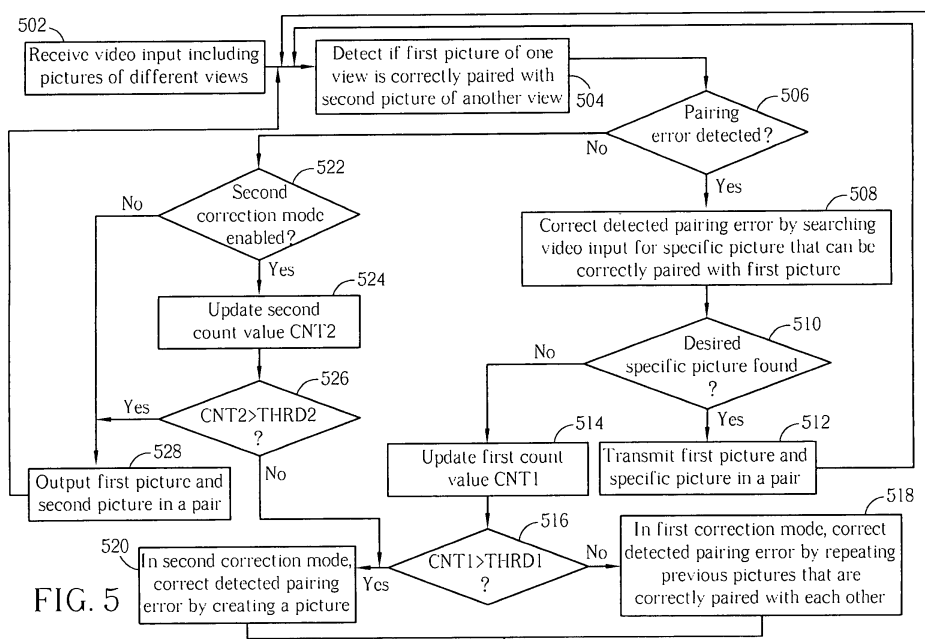 502
Receive video input including
pictures of different views
Detect if first picture of one
view is correctly paired with
second picture of another view
504
506
Pairing
error detected?
No
Yes
522
Second
correction mode
enabled?
No
Yes
508
Correct detected pairing error by searching
video input for specific picture that can be
correctly paired with first picture
524
Update second
count value CNT2
510
Desired
specific picture found
?
No
Yes
526
CNT2>THRD2
?
Yes
No
514
Update first count
value CNT1
512
Transmit first picture and
specific picture in a pair
528
Output first picture and
second picture in a pair
516
CNT1>THRD1
?
Yes
No
518
In first correction mode, correct
detected pairing error by repeating
previous pictures that are
correctly paired with each other
520
In second correction mode,
correct detected pairing
error by creating a picture
FIG. 5